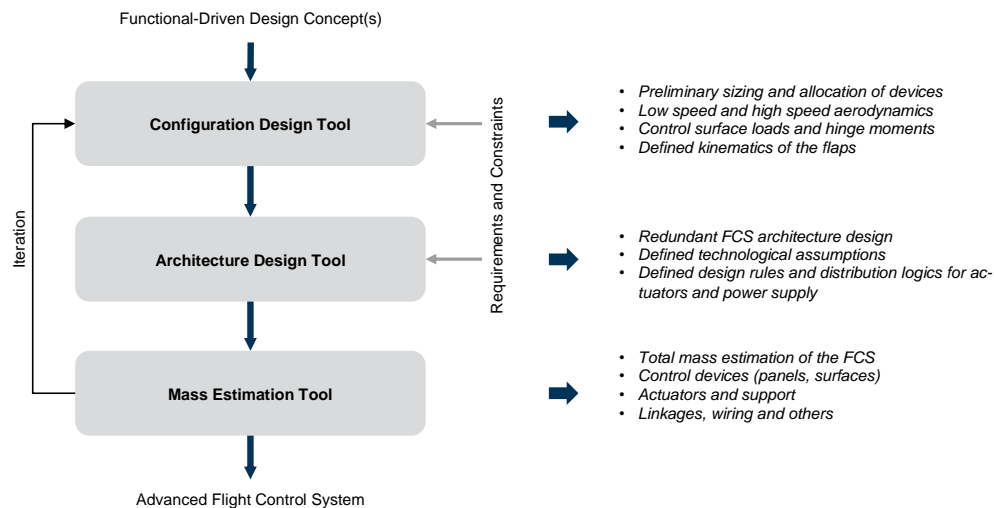 Functional-Driven Design Concept(s)
Configuration Design Tool
• Preliminary sizing and allocation of devices
• Low speed and high speed aerodynamics
• Control surface loads and hinge moments
• Defined kinematics of the flaps
Requirements and Constraints
Iteration
Architecture Design Tool
• Redundant FCS architecture design
• Defined technological assumptions
• Defined design rules and distribution logics for ac-
tuators and power supply
Mass Estimation Tool
• Total mass estimation of the FCS
• Control devices (panels, surfaces)
• Actuators and support
• Linkages, wiring and others
Advanced Flight Control System